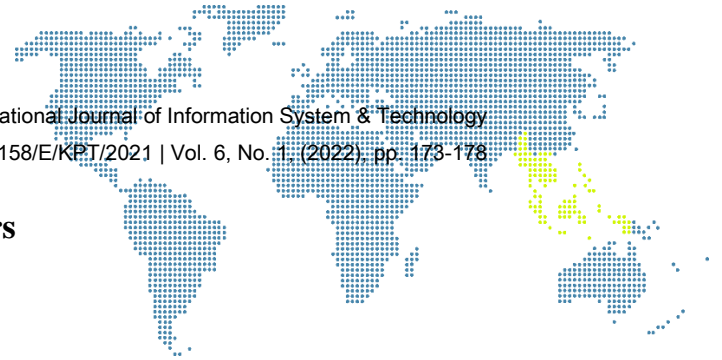 ational Journal of Information System & Technology
158/E/KPT/2021 | Vol. 6, No. 1, (2022), pp. 173-178
rs